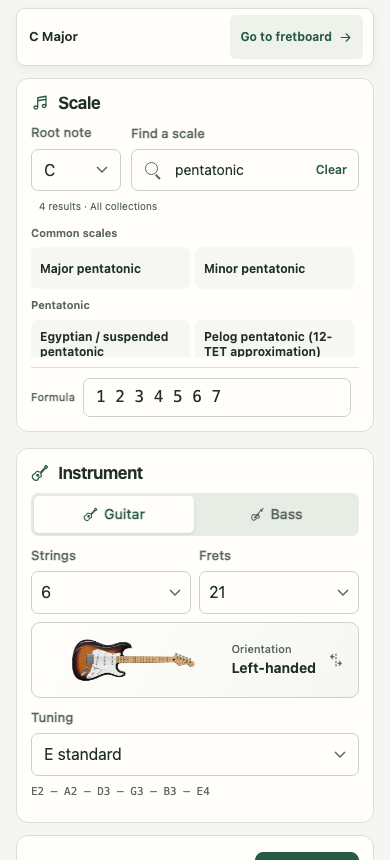 C Major
Go to fretboard →
Scale
Root note
Find a scale
C
pentatonic
Clear
4 results · All collections
Common scales
Major pentatonic
Minor pentatonic
Pentatonic
Egyptian / suspended
pentatonic
Pelog pentatonic (12-
TET approximation)
Formula
1 2 3 4 5 6 7
Instrument
Guitar
Bass
Strings
Frets
6
21
Orientation
Left-handed
Tuning
E standard
E2 — A2 — D3 — G3 — B3 — E4